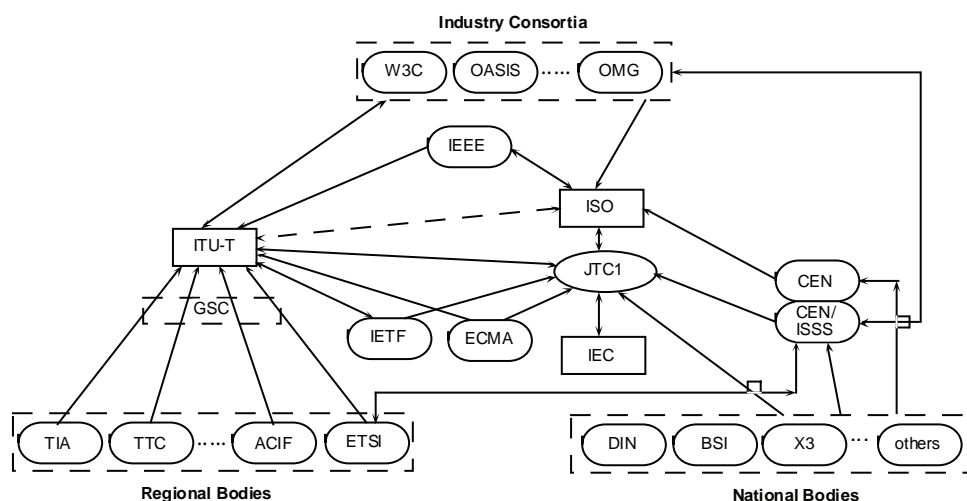 Industry Consortia
W3C OASIS ..... OMG
IEEE
ISO
ITU-T
JTC1
CEN
GSC
CEN/
ISSS
IETF ECMA
IEC
TIA TTC ..... ACIF ETSI
DIN BSI X3 ... others
Regional Bodies
National Bodies